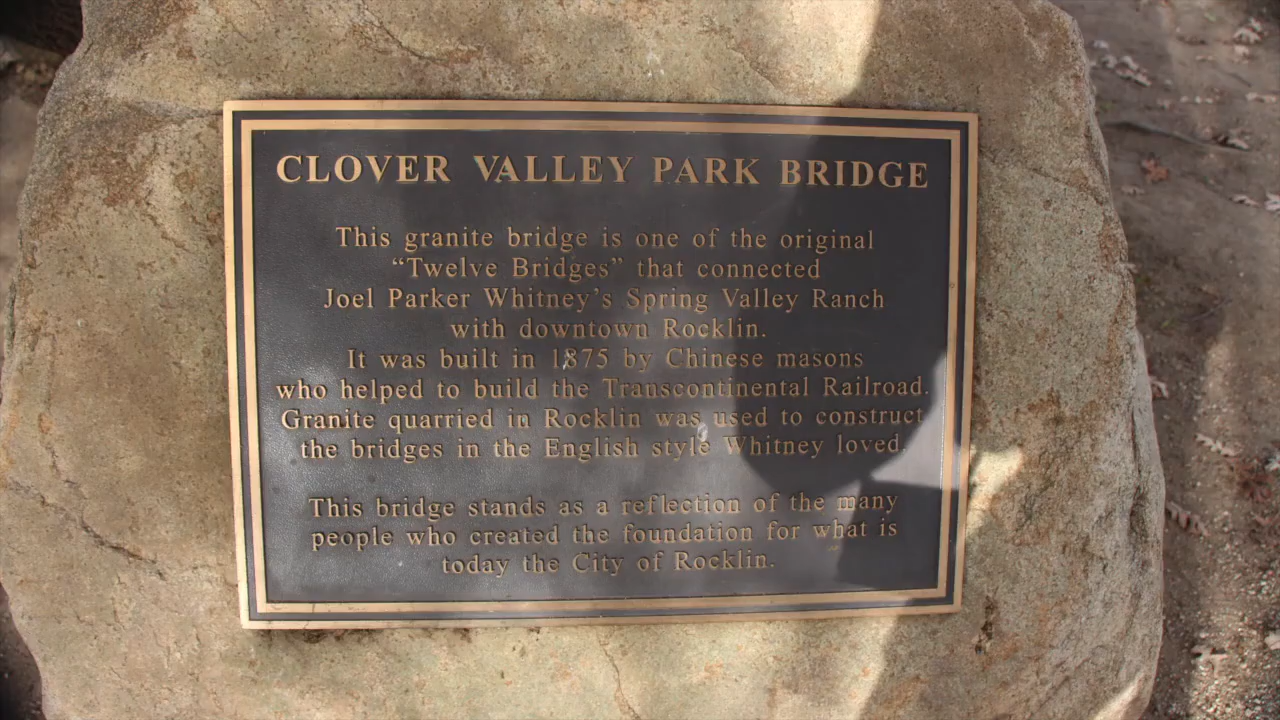 CLOVER VALLEY PARK BRIDGE
This granite bridge is one of the original
“Twelve Bridges” that connected
Joel Parker Whitney’s Spring Valley Ranch
with downtown Rocklin.
It was built in 1875 by Chinese masons
who helped to build the Transcontinental Railroad.
Granite quarried in Rocklin was used to construct
the bridges in the English style Whitney loved.
This bridge stands as a reflection of the many
people who created the foundation for what is
today the City of Rocklin.